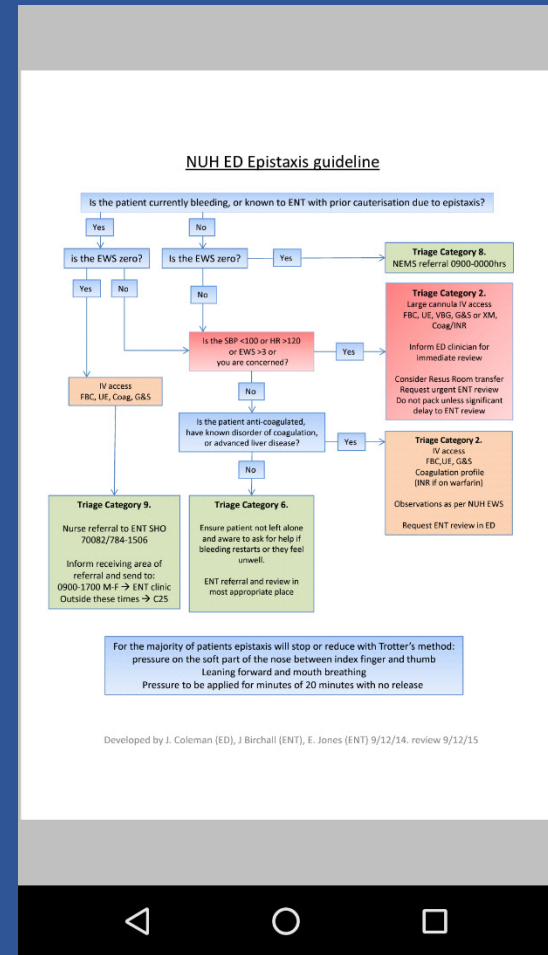 NUH ED Epistaxis guideline
Is the patient currently bleeding, or known to ENT with prior cauterisation due to epistaxis?
Yes
No
is the EWS zero?
Is the EWS zero?
Yes
Triage Category 8.
NEMS referral 0900-0000hrs
Yes
No
No
Triage Category 2.
Large cannula IV access
FBC, UE, VBG, G&S or XM,
Coag/INR
Inform ED clinician for
immediate review
Consider Resus Room transfer
Request urgent ENT review
Do not pack unless significant
delay to ENT review
Is the SBP <100 or HR >120
or EWS >3 or
you are concerned?
Yes
No
IV access
FBC, UE, Coag, G&S
Is the patient anti-coagulated,
have known disorder of coagulation,
or advanced liver disease?
Yes
No
Triage Category 2.
IV access
FBC,UE, G&S
Coagulation profile
(INR if on warfarin)
Observations as per NUH EWS
Request ENT review in ED
Triage Category 9.
Nurse referral to ENT SHO
70082/784-1506
Inform receiving area of
referral and send to:
0900-1700 M-F → ENT clinic
Outside these times → C25
Triage Category 6.
Ensure patient not left alone
and aware to ask for help if
bleeding restarts or they feel
unwell.
ENT referral and review in
most appropriate place
For the majority of patients epistaxis will stop or reduce with Trotter's method:
pressure on the soft part of the nose between index finger and thumb
Leaning forward and mouth breathing
Pressure to be applied for minutes of 20 minutes with no release
Developed by J. Coleman (ED), J Birchall (ENT), E. Jones (ENT) 9/12/14. review 9/12/15